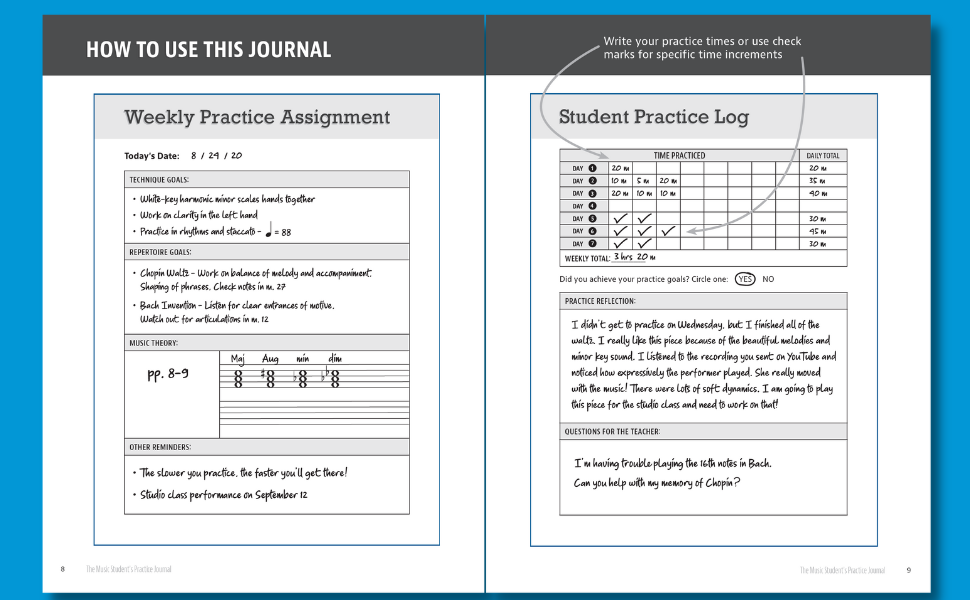 HOW TO USE THIS JOURNAL
Weekly Practice Assignment
Today's Date: 8 / 29 / 20
TECHNIQUE GOALS:
• White-key harmonic minor scales hands together
• Work on clarity in the left hand
• Practice in rhythms and staccato - ♩ = 88
REPERTOIRE GOALS:
• Chopin Waltz - Work on balance of melody and accompaniment.
Shaping of phrases. Check notes in m. 27
• Bach Invention - Listen for clear entrances of motive.
Watch out for articulations in m. 12
MUSIC THEORY:
pp. 8-9
Maj Aug min dim
OTHER REMINDERS:
• The slower you practice, the faster you'll get there!
• Studio class performance on September 12
8 The Music Student's Practice Journal
Write your practice times or use check
marks for specific time increments
Student Practice Log
TIME PRACTICED DAILY TOTAL
DAY 1 20 m 20 m
DAY 2 10 m 5 m 20 m 35 m
DAY 3 20 m 10 m 10 m 40 m
DAY 4
DAY 5 ✓ ✓ 30 m
DAY 6 ✓ ✓ ✓ 45 m
DAY 7 ✓ ✓ 30 m
WEEKLY TOTAL: 3 hrs 20 m
Did you achieve your practice goals? Circle one: YES NO
PRACTICE REFLECTION:
I didn't get to practice on Wednesday, but I finished all of the
waltz. I really like this piece because of the beautiful melodies and
minor key sound. I listened to the recording you sent on YouTube and
noticed how expressively the performer played. She really moved
with the music! There were lots of soft dynamics. I am going to play
this piece for the studio class and need to work on that!
QUESTIONS FOR THE TEACHER:
I'm having trouble playing the 16th notes in Bach.
Can you help with my memory of Chopin?
The Music Student's Practice Journal 9